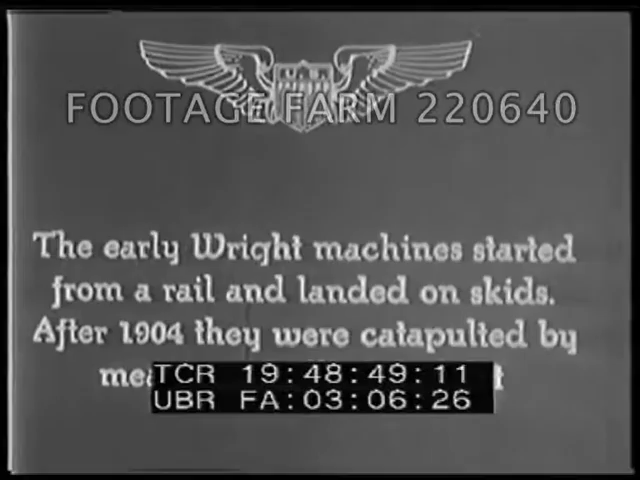 FOOTAGE FARM 220640
The early Wright machines started
from a rail and landed on skids.
After 1904 they were catapulted by
TCR 19:48:49:11
UBR FA:03:06:26